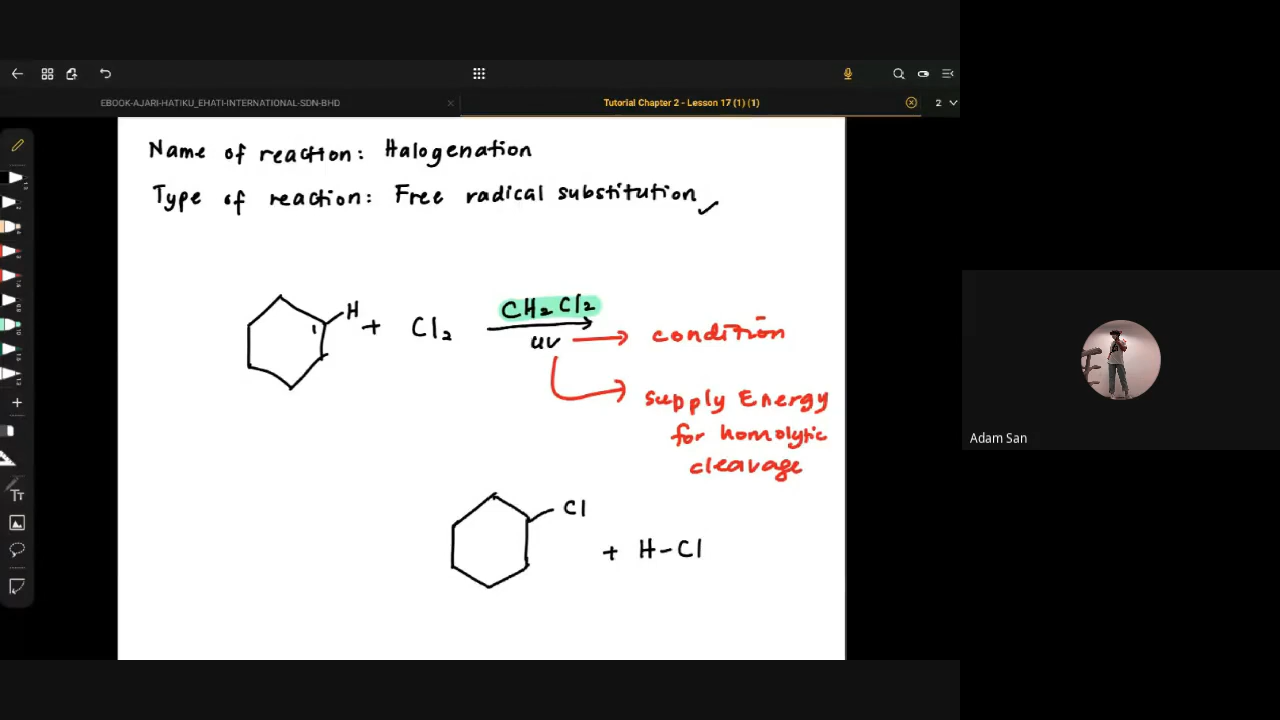 EBOOK-AJARI-HATIKU_EHATI-INTERNATIONAL-SDN-BHD
Tutorial Chapter 2 - Lesson 17 (1) (1)
2
Name of reaction: Halogenation
Type of reaction: Free radical substitution
H
+ Cl2
CH2Cl2
uv
condition
supply Energy
for homolytic
cleavage
Cl
+ H-Cl
Tt
Adam San